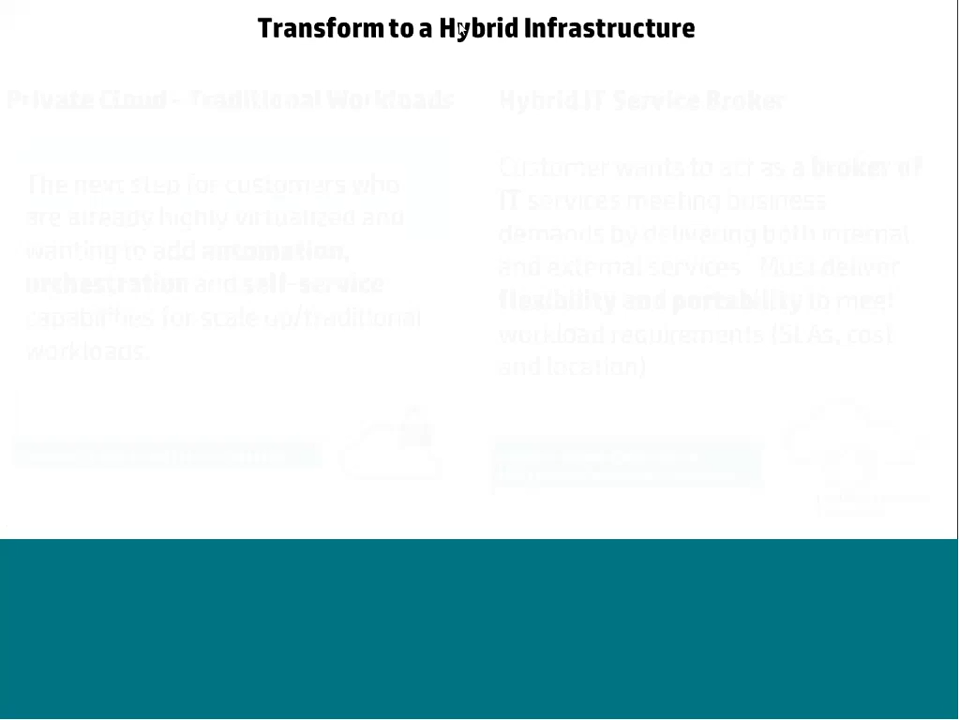 Transform to a Hybrid Infrastructure
Private Cloud - Traditional Workloads
The next step for customers who
are already highly virtualized and
wanting to add automation,
orchestration and self-service
capabilities for scale up/traditional
workloads.
Hybrid IT Service Broker
Customer wants to act as a broker of
IT services meeting business
demands by delivering both internal
and external services. Must deliver
flexibility and portability to meet
workload requirements (SLAs, cost
and location)